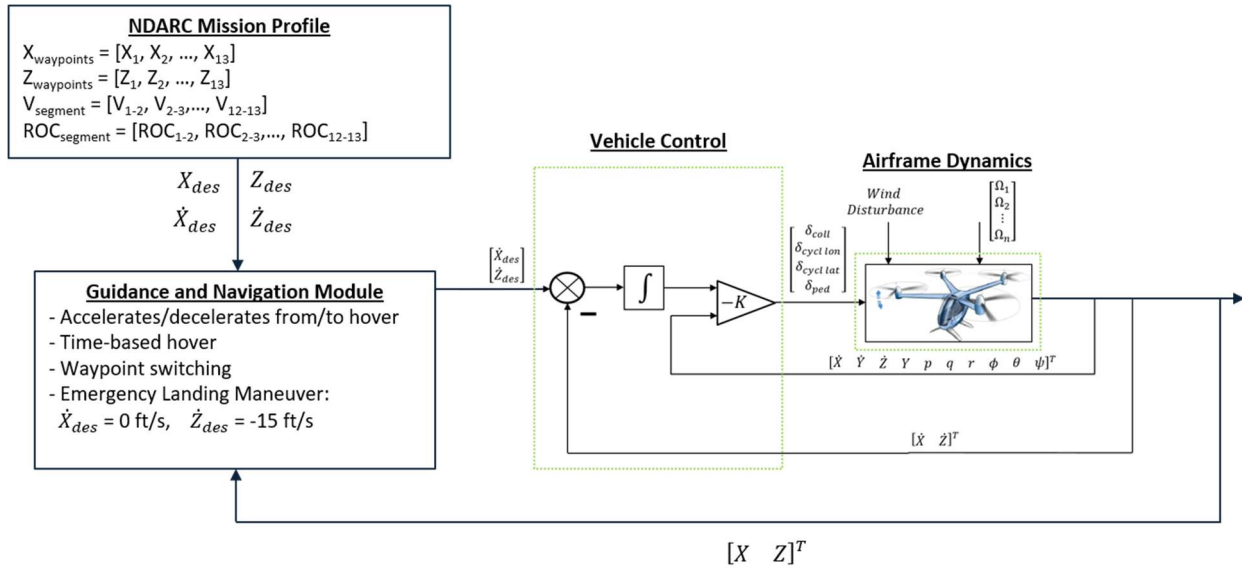 NDARC Mission Profile
X_waypoints = [X_1, X_2, ..., X_13]
Z_waypoints = [Z_1, Z_2, ..., Z_13]
V_segment = [V_1-2, V_2-3,..., V_12-13]
ROC_segment = [ROC_1-2, ROC_2-3,..., ROC_12-13]
X_des Z_des
Ẋ_des Ż_des
Guidance and Navigation Module
- Accelerates/decelerates from/to hover
- Time-based hover
- Waypoint switching
- Emergency Landing Maneuver:
Ẋ_des = 0 ft/s, Ż_des = -15 ft/s
[Ẋ_des
Ż_des]
Vehicle Control
−
∫
−K
[δ_coll
δ_cycl lon
δ_cycl lat
δ_ped]
Airframe Dynamics
Wind
Disturbance
[Ω_1
Ω_2
⋮
Ω_n]
[Ẋ Ẏ Ż Y p q r ϕ θ ψ]^T
[Ẋ Ż]^T
[X Z]^T